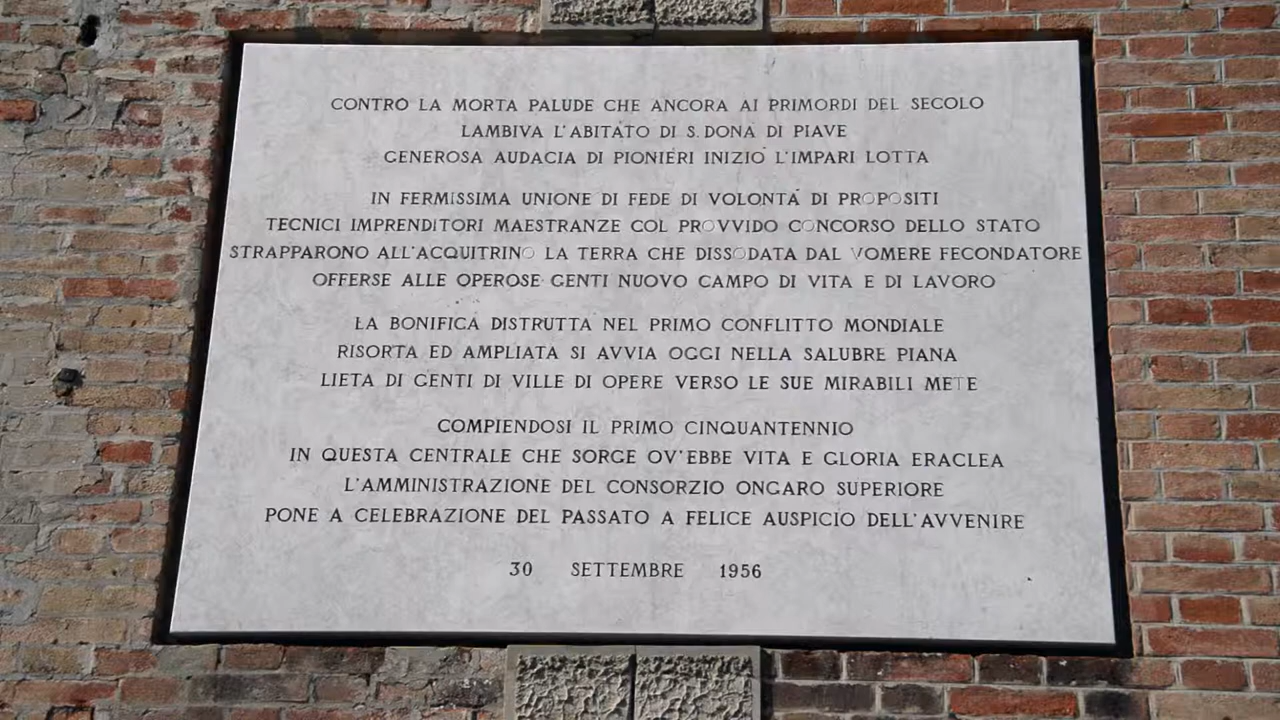 CONTRO LA MORTA PALUDE CHE ANCORA AI PRIMORDI DEL SECOLO
LAMBIVA L'ABITATO DI S. DONA DI PIAVE
GENEROSA AUDACIA DI PIONIERI INIZIO L'IMPARI LOTTA
IN FERMISSIMA UNIONE DI FEDE DI VOLONTÁ DI PROPOSITI
TECNICI IMPRENDITORI MAESTRANZE COL PROVVIDO CONCORSO DELLO STATO
STRAPPARONO ALL'ACQUITRINO LA TERRA CHE DISSODATA DAL VOMERE FECONDATORE
OFFERSE ALLE OPEROSE GENTI NUOVO CAMPO DI VITA E DI LAVORO
LA BONIFICA DISTRUTTA NEL PRIMO CONFLITTO MONDIALE
RISORTA ED AMPLIATA SI AVVIA OGGI NELLA SALUBRE PIANA
LIETA DI GENTI DI VILLE DI OPERE VERSO LE SUE MIRABILI METE
COMPIENDOSI IL PRIMO CINQUANTENNIO
IN QUESTA CENTRALE CHE SORGE OV'EBBE VITA E GLORIA ERACLEA
L'AMMINISTRAZIONE DEL CONSORZIO ONGARO SUPERIORE
PONE A CELEBRAZIONE DEL PASSATO A FELICE AUSPICIO DELL'AVVENIRE
30 SETTEMBRE 1956